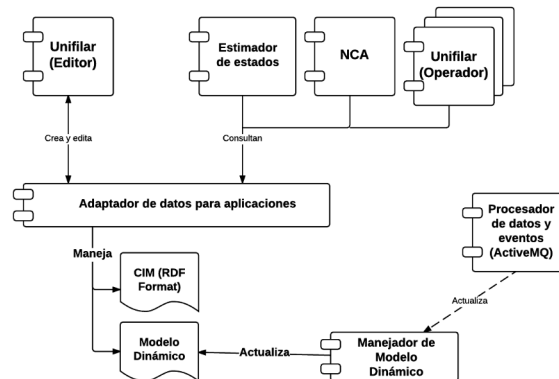 Unifilar
(Editor)
Estimador
de estados
NCA
Unifilar
(Operador)
Crea y edita
Consultan
Adaptador de datos para aplicaciones
Procesador
de datos y
eventos
(ActiveMQ)
Maneja
CIM (RDF
Format)
Actualiza
Modelo
Dinámico
Actualiza
Manejador de
Modelo
Dinámico